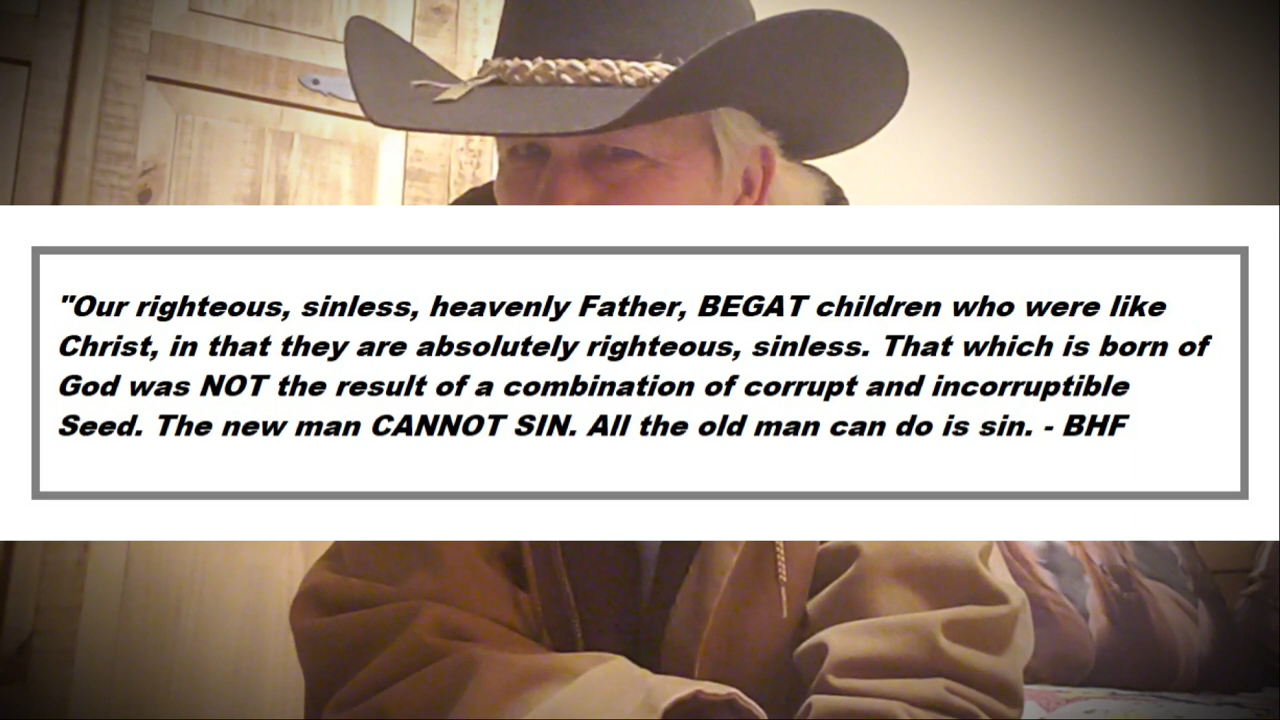 "Our righteous, sinless, heavenly Father, BEGAT children who were like
Christ, in that they are absolutely righteous, sinless. That which is born of
God was NOT the result of a combination of corrupt and incorruptible
Seed. The new man CANNOT SIN. All the old man can do is sin. - BHF